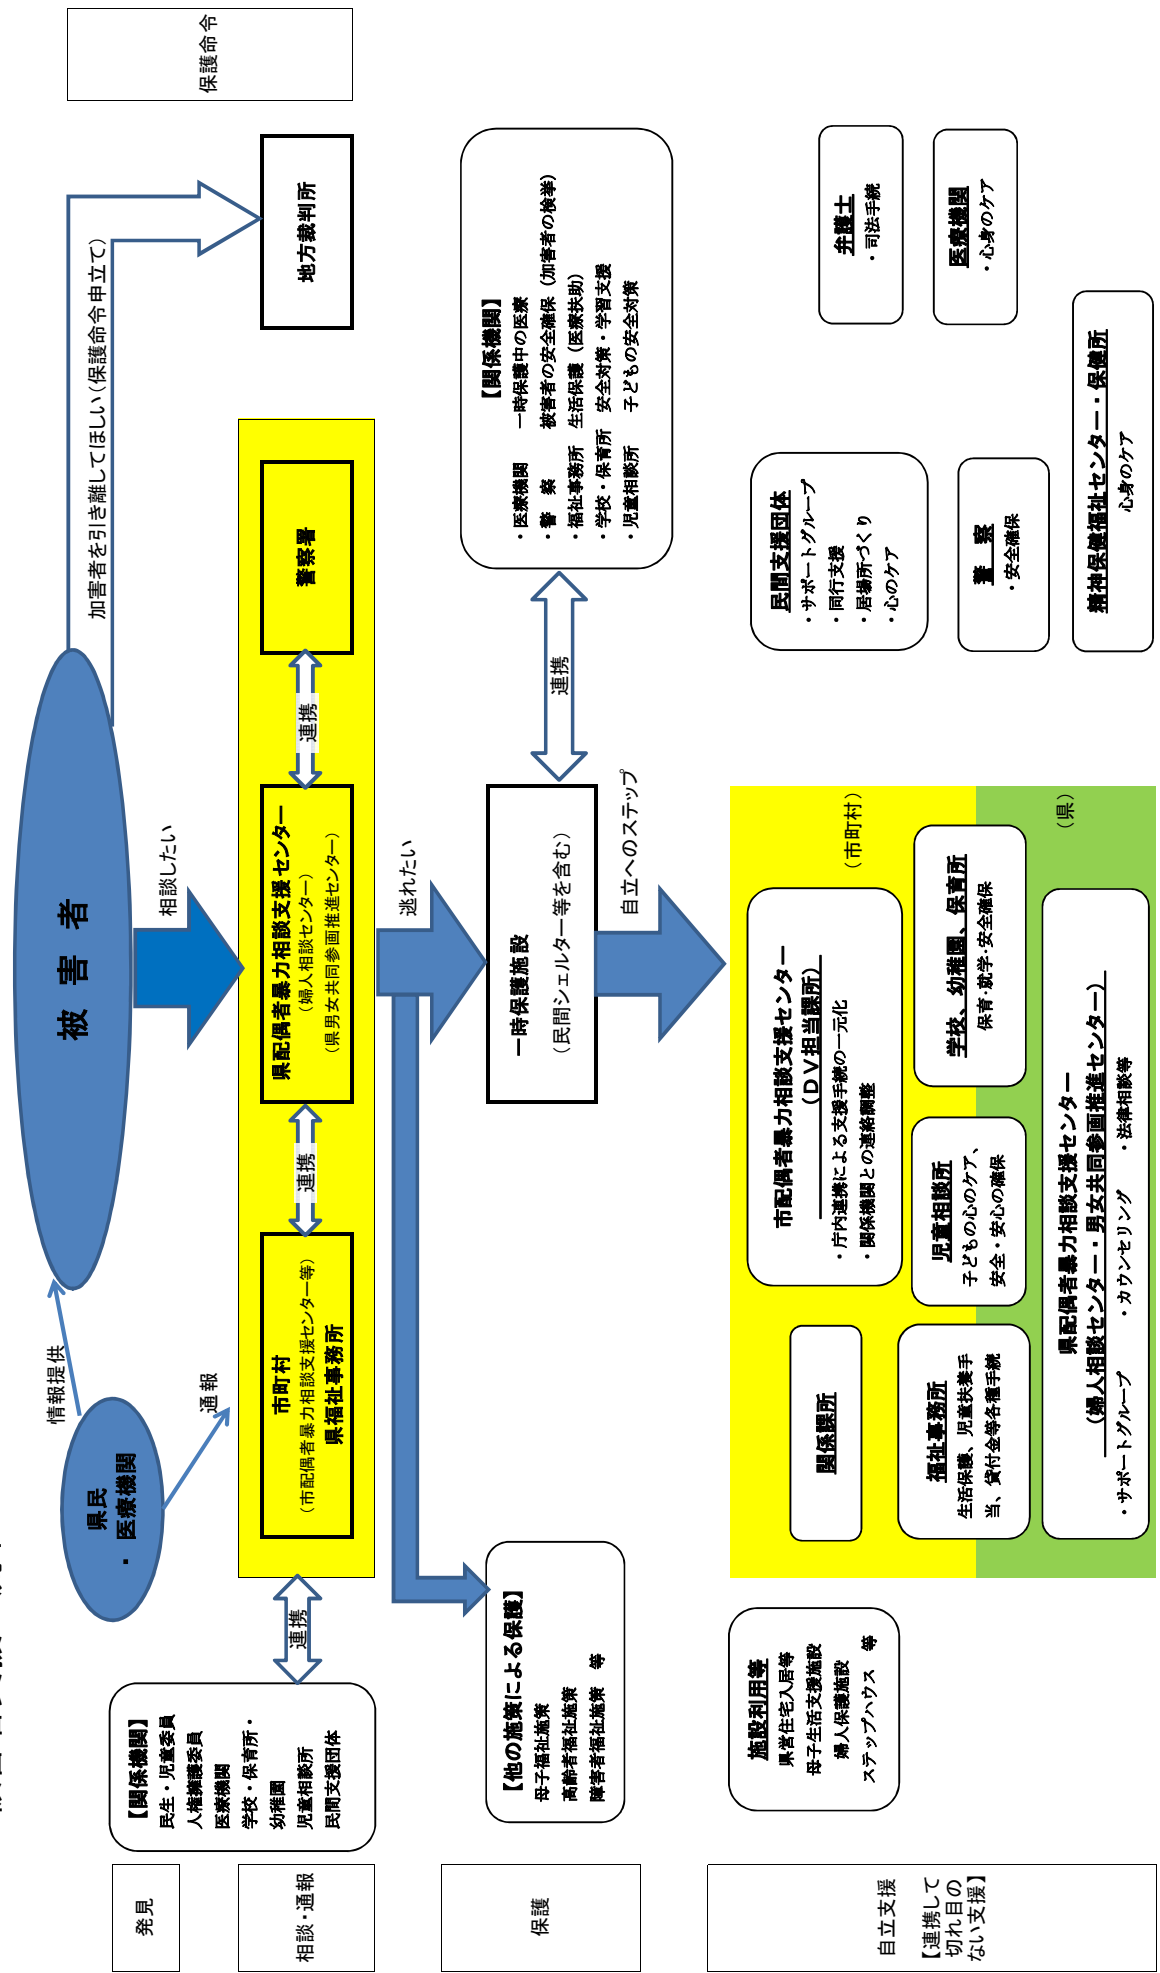 発見
相談・通報
保護
自立支援
【連携して
切れ目の
ない支援】
被　害　者
県民
・ 医療機関
情報提供
通報
相談したい
加害者を引き離してほしい（保護命令申立て）
保護命令
【関係機関】
民生・児童委員
人権擁護委員
医療機関
学校・保育所・
幼稚園
児童相談所
民間支援団体
連携
市町村
（市配偶者暴力相談支援センター等）
県福祉事務所
連携
県配偶者暴力相談支援センター
（婦人相談センター）
（県男女共同参画推進センター）
連携
警察署
地方裁判所
逃れたい
【他の施策による保護】
母子福祉施策
高齢者福祉施策
障害者福祉施策　等
一時保護施設
（民間シェルター等を含む）
連携
【関係機関】
・医療機関　　一時保護中の医療
・警　察　　　被害者の安全確保（加害者の検挙）
・福祉事務所　生活保護（医療扶助）
・学校・保育所　安全対策・学習支援
・児童相談所　　子どもの安全対策
自立へのステップ
施設利用等
県営住宅入居等
母子生活支援施設
婦人保護施設
ステップハウス　等
（市町村）
関係課所
市配偶者暴力相談支援センター
（ＤＶ担当課所）
・庁内連携による支援手続の一元化
・関係機関との連絡調整
福祉事務所
生活保護、児童扶養手
当、貸付金等各種手続
児童相談所
子どもの心のケア、
安全・安心の確保
学校、幼稚園、保育所
保育・就学・安全確保
（県）
県配偶者暴力相談支援センター
（婦人相談センター・男女共同参画推進センター）
・サポートグループ　　・カウンセリング　　・法律相談等
民間支援団体
・サポートグループ
・同行支援
・居場所づくり
・心のケア
弁護士
・司法手続
警　察
・安全確保
医療機関
・心身のケア
精神保健福祉センター・保健所
心身のケア